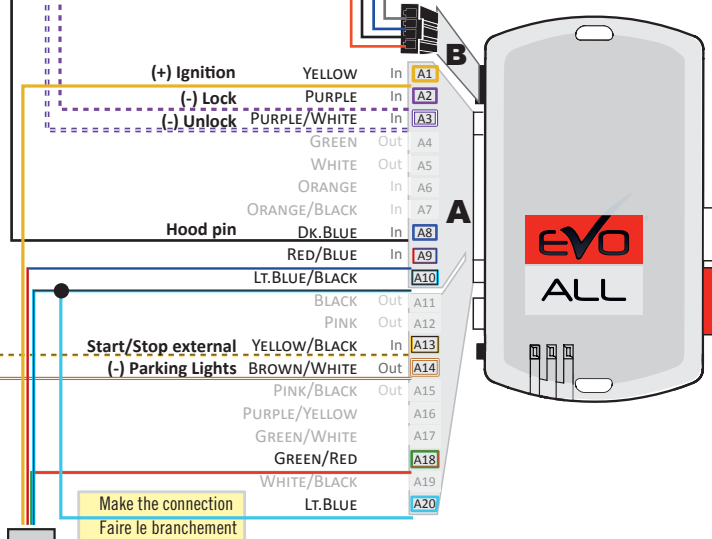 (+) Ignition YELLOW In A1
(-) Lock PURPLE In A2
(-) Unlock PURPLE/WHITE In A3
GREEN Out A4
WHITE Out A5
ORANGE In A6
ORANGE/BLACK In A7
Hood pin DK.BLUE In A8
RED/BLUE In A9
LT.BLUE/BLACK A10
BLACK Out A11
PINK Out A12
Start/Stop external YELLOW/BLACK In A13
(-) Parking Lights BROWN/WHITE Out A14
PINK/BLACK Out A15
PURPLE/YELLOW A16
GREEN/WHITE A17
GREEN/RED A18
WHITE/BLACK A19
LT.BLUE A20
Make the connection
Faire le branchement
B
A
EVO
ALL